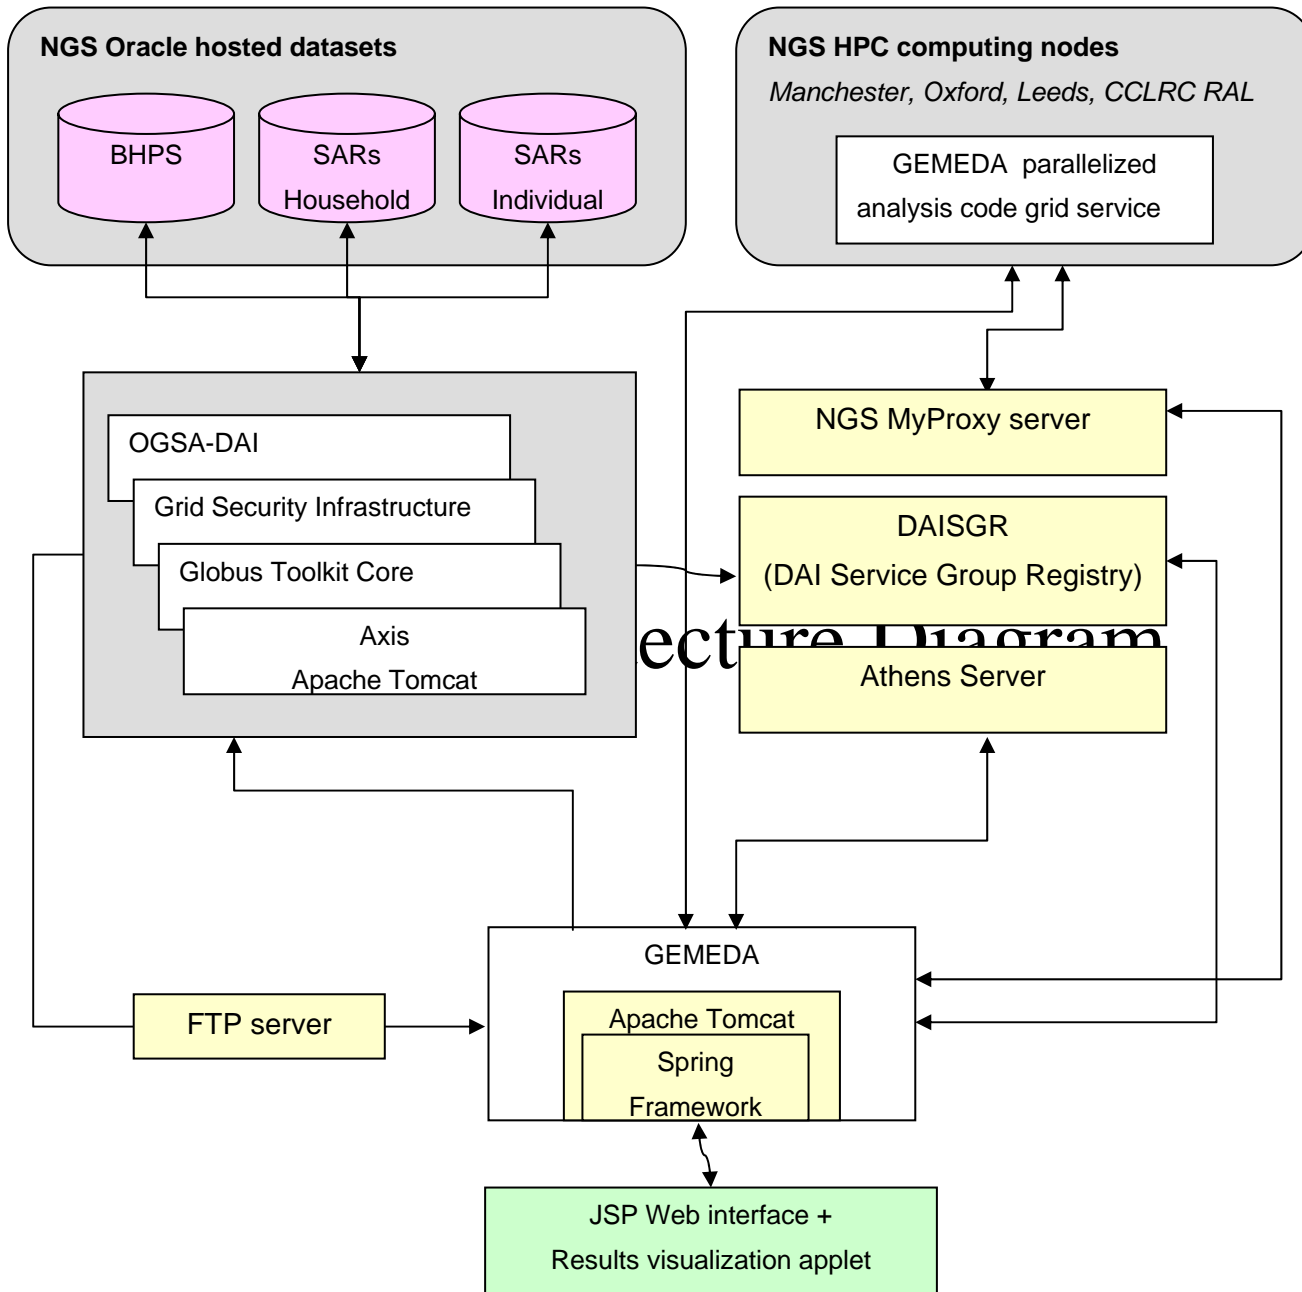 NGS Oracle hosted datasets
BHPS
SARs
Household
SARs
Individual
NGS HPC computing nodes
Manchester, Oxford, Leeds, CCLRC RAL
GEMEDA parallelized
analysis code grid service
OGSA-DAI
Grid Security Infrastructure
Globus Toolkit Core
Axis
Apache Tomcat
NGS MyProxy server
DAISGR
(DAI Service Group Registry)
ecture Diagram
Athens Server
GEMEDA
Apache Tomcat
Spring
Framework
FTP server
JSP Web interface +
Results visualization applet